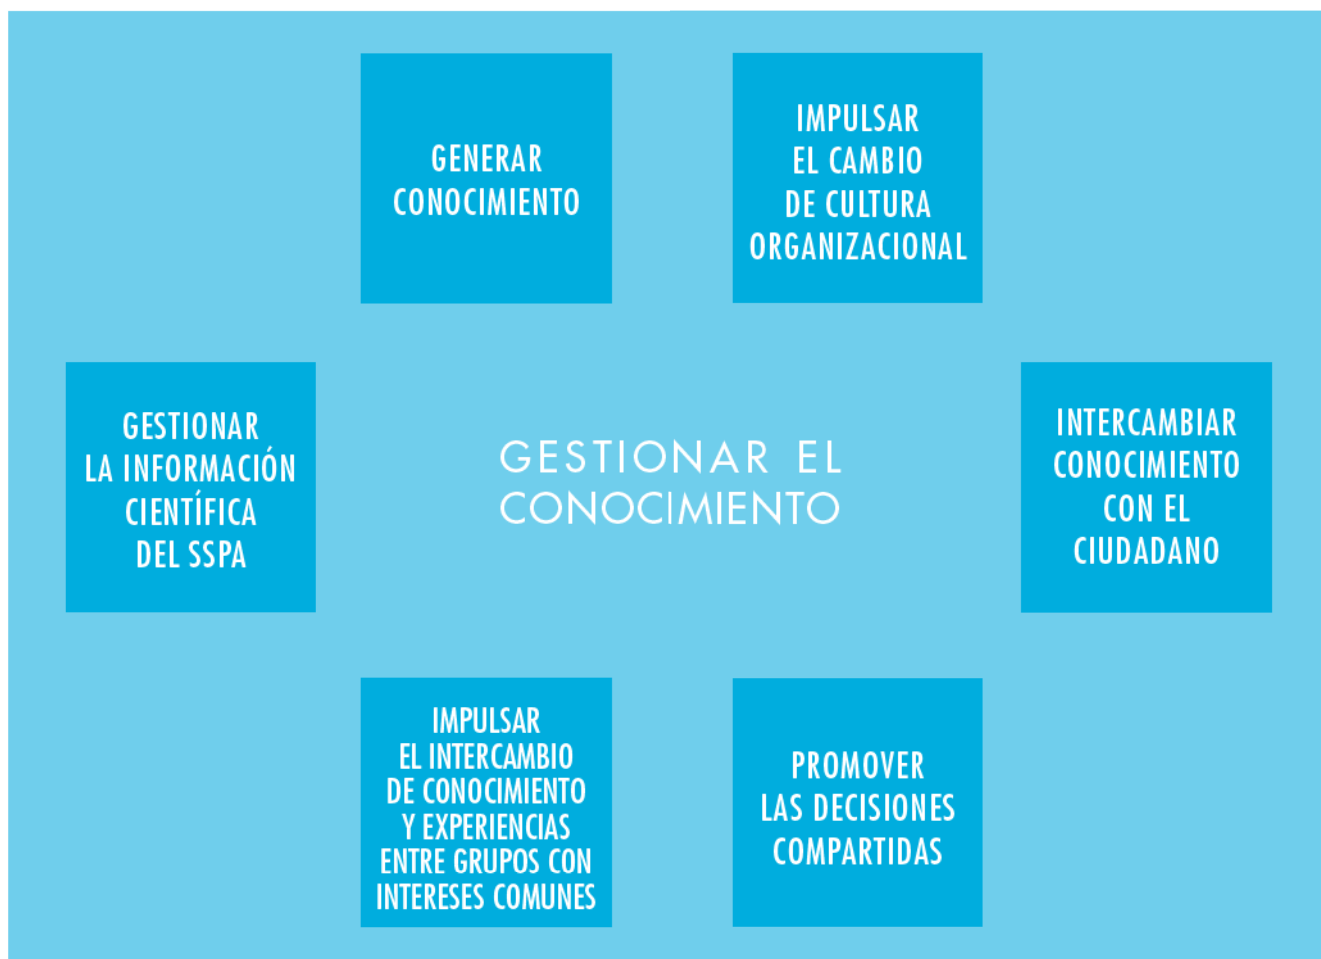 GENERAR
CONOCIMIENTO
IMPULSAR
EL CAMBIO
DE CULTURA
ORGANIZACIONAL
GESTIONAR
LA INFORMACIÓN
CIENTÍFICA
DEL SSPA
GESTIONAR EL
CONOCIMIENTO
INTERCAMBIAR
CONOCIMIENTO
CON EL
CIUDADANO
IMPULSAR
EL INTERCAMBIO
DE CONOCIMIENTO
Y EXPERIENCIAS
ENTRE GRUPOS CON
INTERESES COMUNES
PROMOVER
LAS DECISIONES
COMPARTIDAS